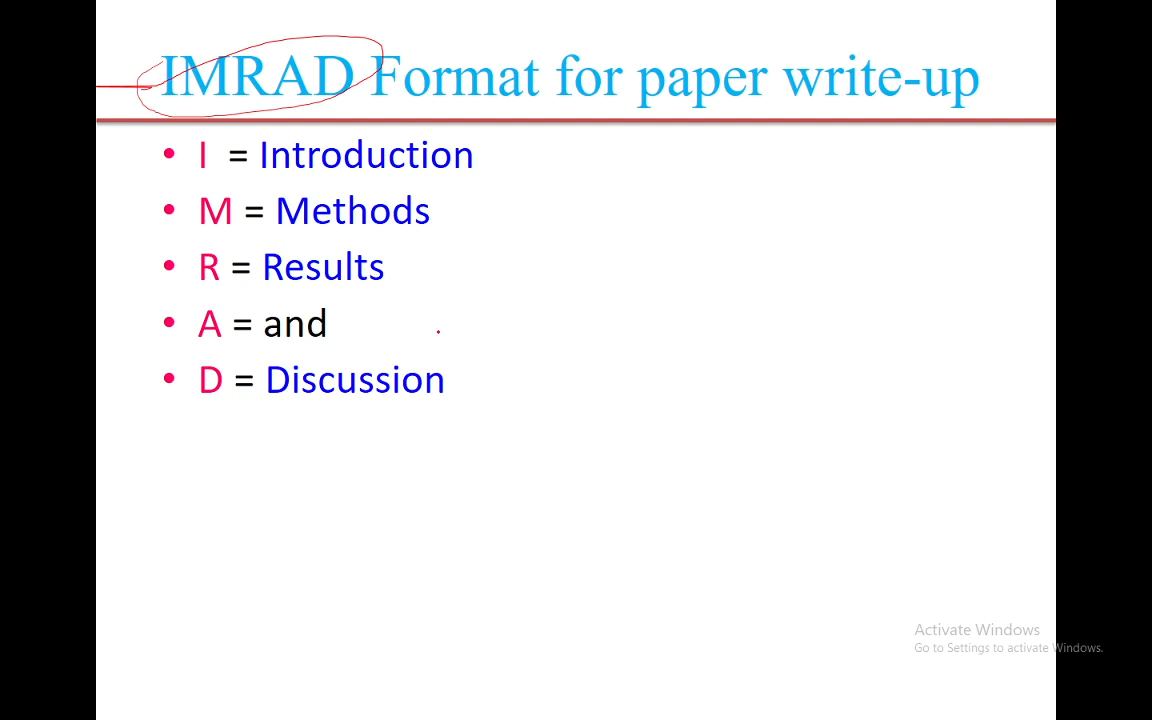 IMRAD Format for paper write-up
• I = Introduction
• M = Methods
• R = Results
• A = and
• D = Discussion
Activate Windows
Go to Settings to activate Windows.